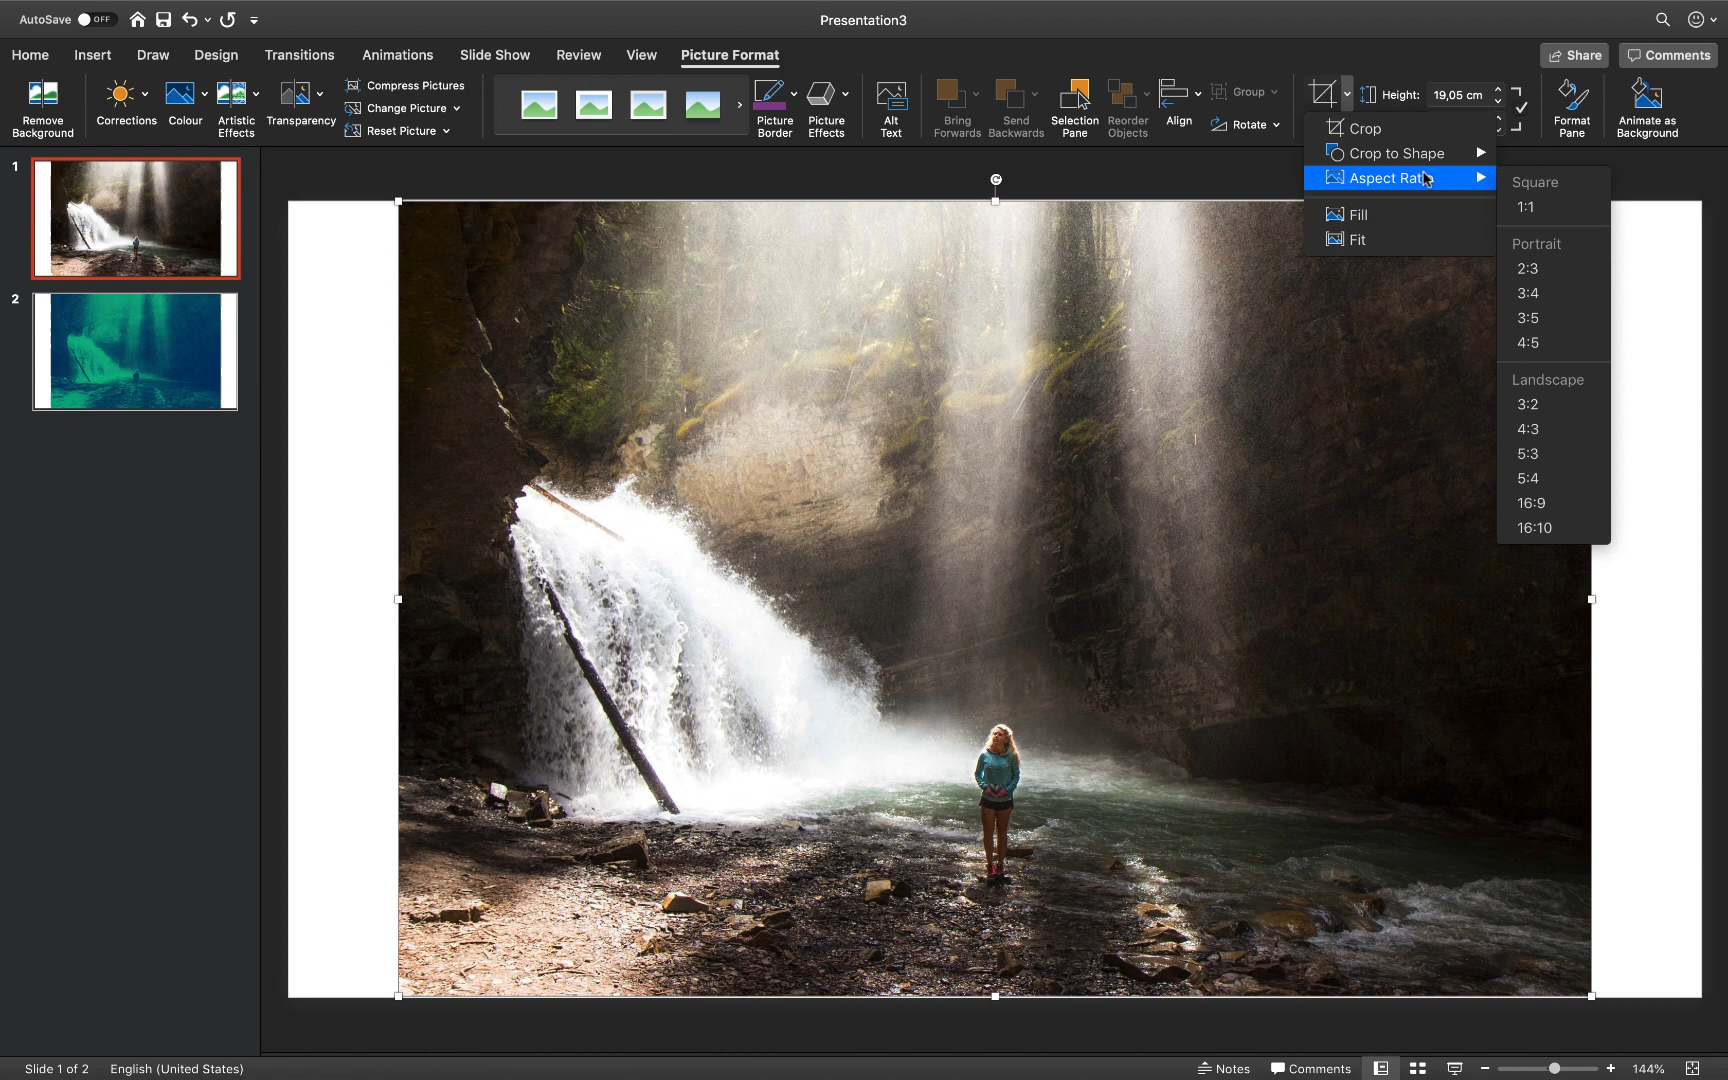 AutoSave OFF
Presentation3
Home Insert Draw Design Transitions Animations Slide Show Review View Picture Format
Share Comments
Remove Background
Corrections
Colour
Artistic Effects
Transparency
Compress Pictures
Change Picture
Reset Picture
Picture Border
Picture Effects
Alt Text
Bring Forwards
Send Backwards
Selection Pane
Reorder Objects
Align
Group
Rotate
Height: 19,05 cm
Format Pane
Animate as Background
Crop
Crop to Shape
Aspect Rati
Fill
Fit
Square
1:1
Portrait
2:3
3:4
3:5
4:5
Landscape
3:2
4:3
5:3
5:4
16:9
16:10
1
2
Slide 1 of 2 English (United States)
Notes Comments 144%